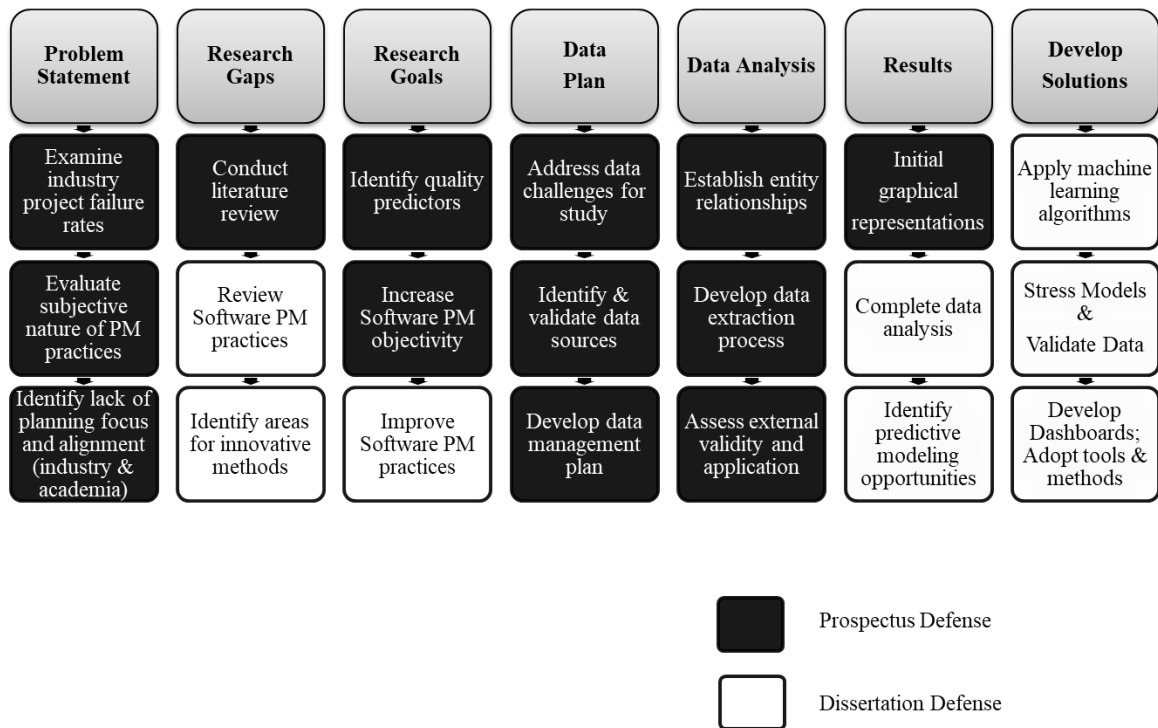 Problem
Statement
Research
Gaps
Research
Goals
Data
Plan
Data Analysis
Results
Develop
Solutions
Examine
industry
project failure
rates
Conduct
literature
review
Identify quality
predictors
Address data
challenges for
study
Establish entity
relationships
Initial
graphical
representations
Apply machine
learning
algorithms
Evaluate
subjective
nature of PM
practices
Review
Software PM
practices
Increase
Software PM
objectivity
Identify &
validate data
sources
Develop data
extraction
process
Complete data
analysis
Stress Models
&
Validate Data
Identify lack of
planning focus
and alignment
(industry &
academia)
Identify areas
for innovative
methods
Improve
Software PM
practices
Develop data
management
plan
Assess external
validity and
application
Identify
predictive
modeling
opportunities
Develop
Dashboards;
Adopt tools &
methods
Prospectus Defense
Dissertation Defense